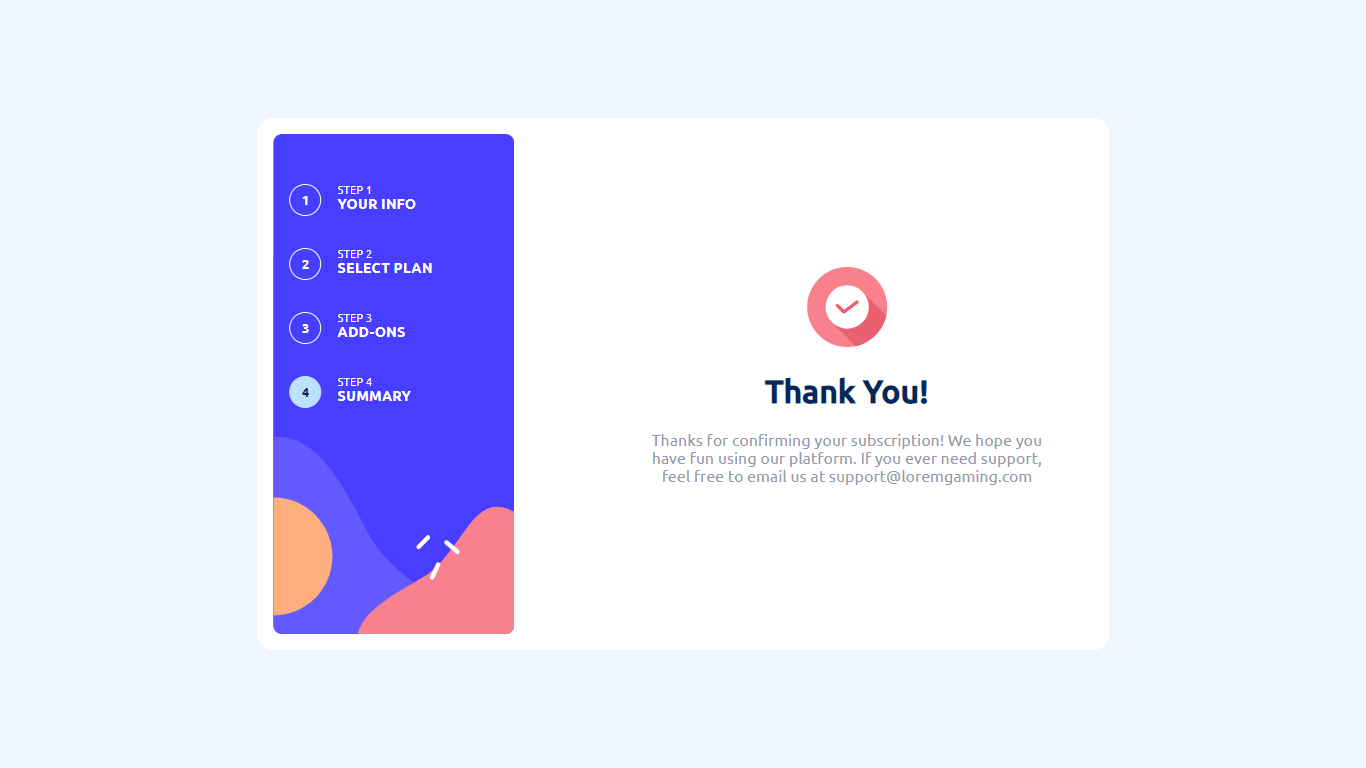 1
STEP 1
YOUR INFO
2
STEP 2
SELECT PLAN
3
STEP 3
ADD-ONS
4
STEP 4
SUMMARY
Thank You!
Thanks for confirming your subscription! We hope you
have fun using our platform. If you ever need support,
feel free to email us at support@loremgaming.com